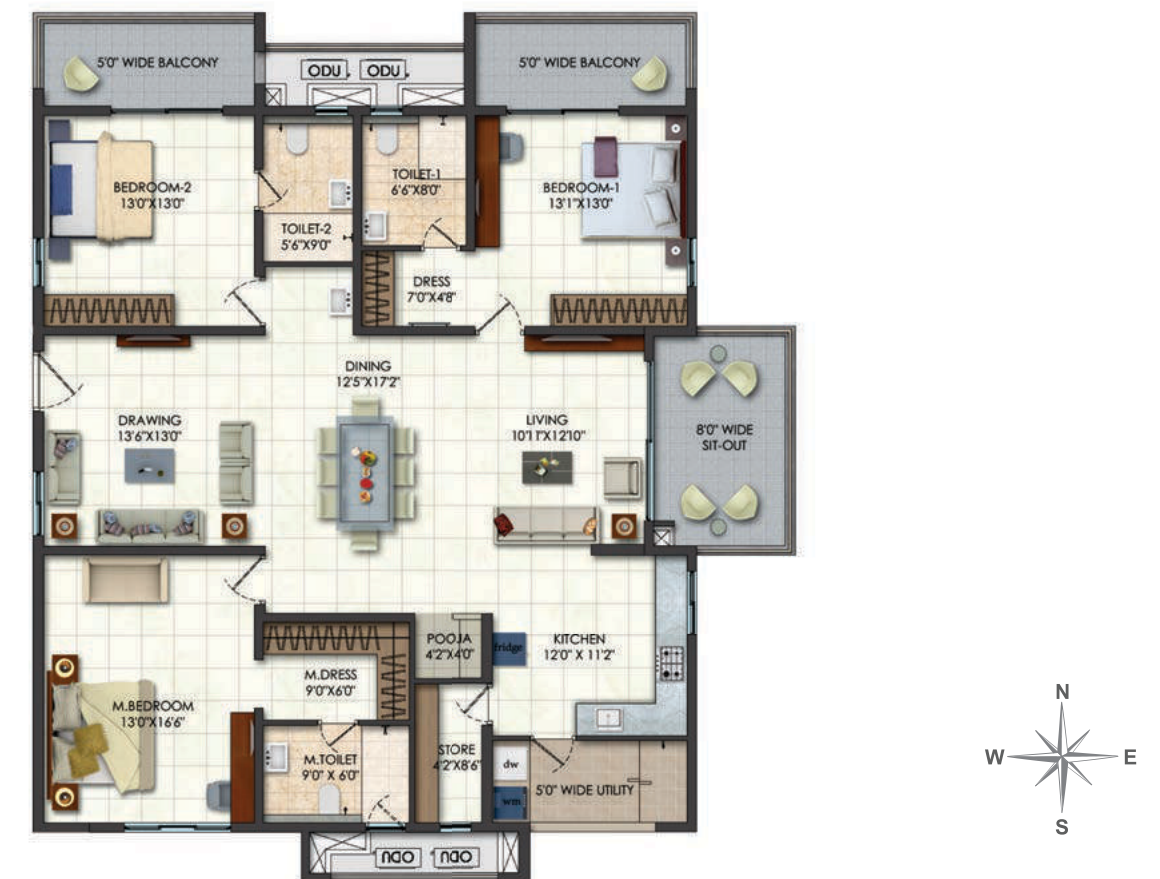 5'0" WIDE BALCONY
ODU
ODU
5'0" WIDE BALCONY
BEDROOM-2
13'0"X13'0"
TOILET-2
5'6"X9'0"
TOILET-1
6'6"X8'0"
BEDROOM-1
13'1"X13'0"
DRESS
7'0"X4'8"
DINING
12'5"X17'2"
DRAWING
13'6"X13'0"
LIVING
10'11"X12'10"
8'0" WIDE
SIT-OUT
POOJA
4'2"X4'0"
fridge
KITCHEN
12'0" X 11'2"
M.DRESS
9'0"X6'0"
M.BEDROOM
13'0"X16'6"
M.TOILET
9'0" X 6'0"
STORE
4'2"X8'6"
dw
wm
5'0" WIDE UTILITY
ODU
ODU
N
W
E
S